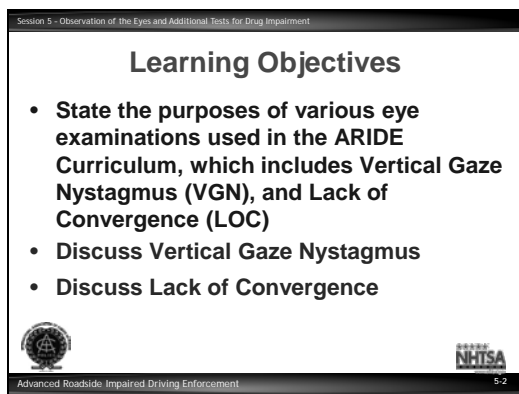 Session 5 - Observation of the Eyes and Additional Tests for Drug Impairment
Learning Objectives
• State the purposes of various eye
examinations used in the ARIDE
Curriculum, which includes Vertical Gaze
Nystagmus (VGN), and Lack of
Convergence (LOC)
• Discuss Vertical Gaze Nystagmus
• Discuss Lack of Convergence
NHTSA
Advanced Roadside Impaired Driving Enforcement
5-2